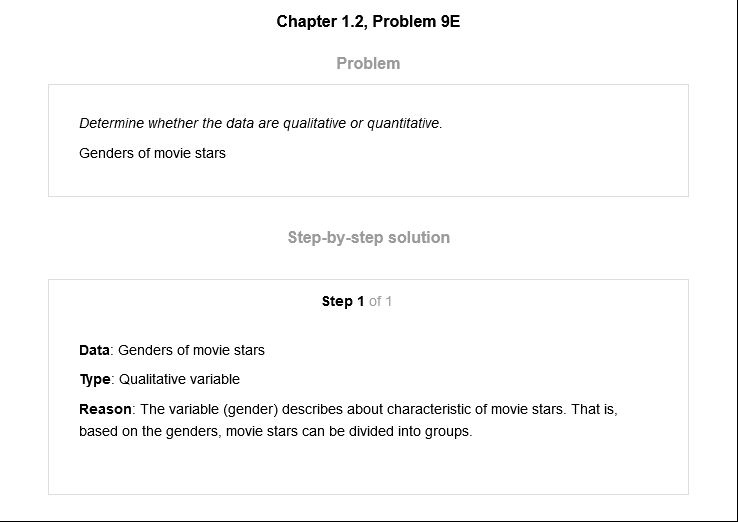 Chapter 1.2, Problem 9E
Problem
Determine whether the data are qualitative or quantitative.
Genders of movie stars
Step-by-step solution
Step 1 of 1
Data: Genders of movie stars
Type: Qualitative variable
Reason: The variable (gender) describes about characteristic of movie stars. That is,
based on the genders, movie stars can be divided into groups.